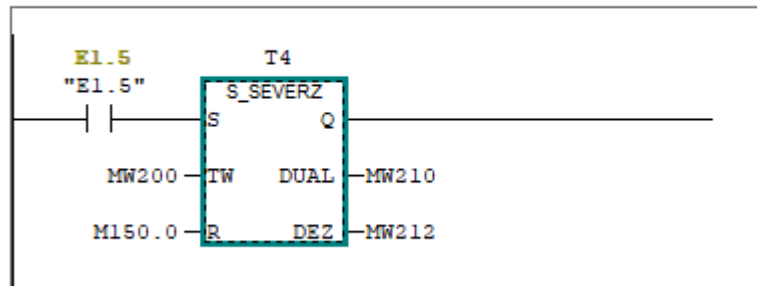 E1.5 T4
"E1.5" S_SEVERZ
S Q
MW200 TW DUAL MW210
M150.0 R DEZ MW212